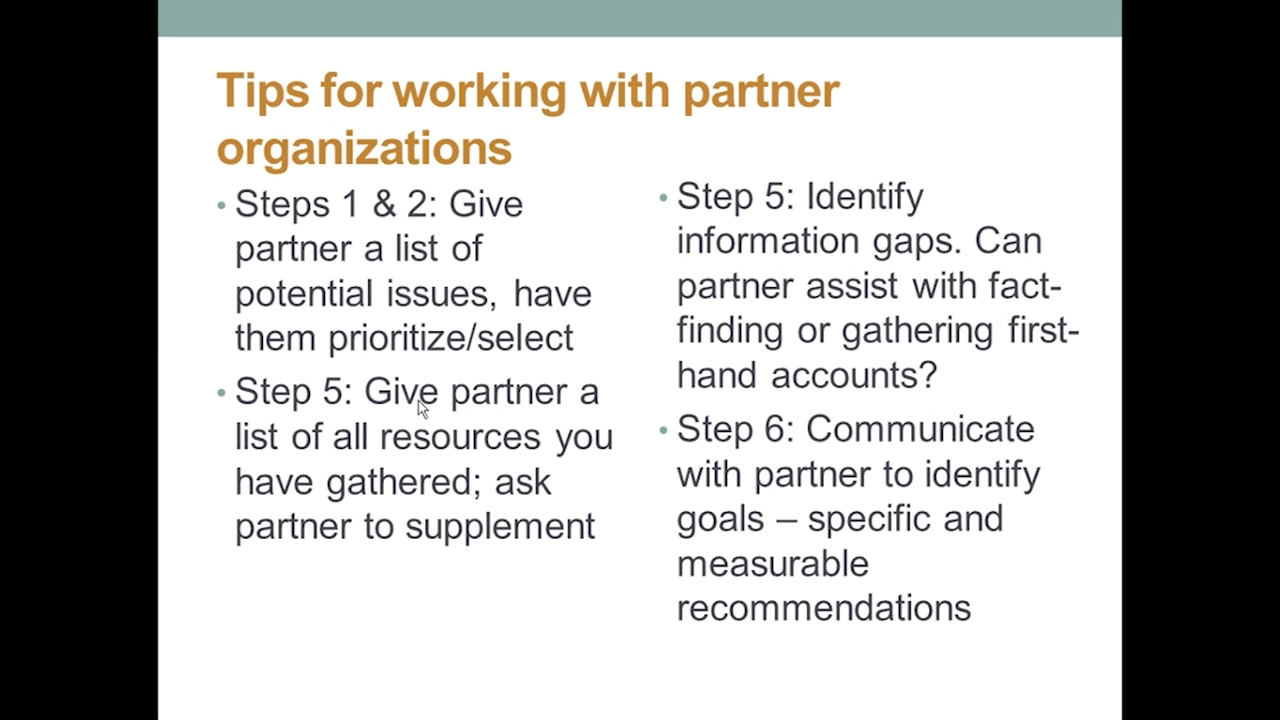 Tips for working with partner
organizations
• Steps 1 & 2: Give
partner a list of
potential issues, have
them prioritize/select
• Step 5: Give partner a
list of all resources you
have gathered; ask
partner to supplement
• Step 5: Identify
information gaps. Can
partner assist with fact-
finding or gathering first-
hand accounts?
• Step 6: Communicate
with partner to identify
goals – specific and
measurable
recommendations